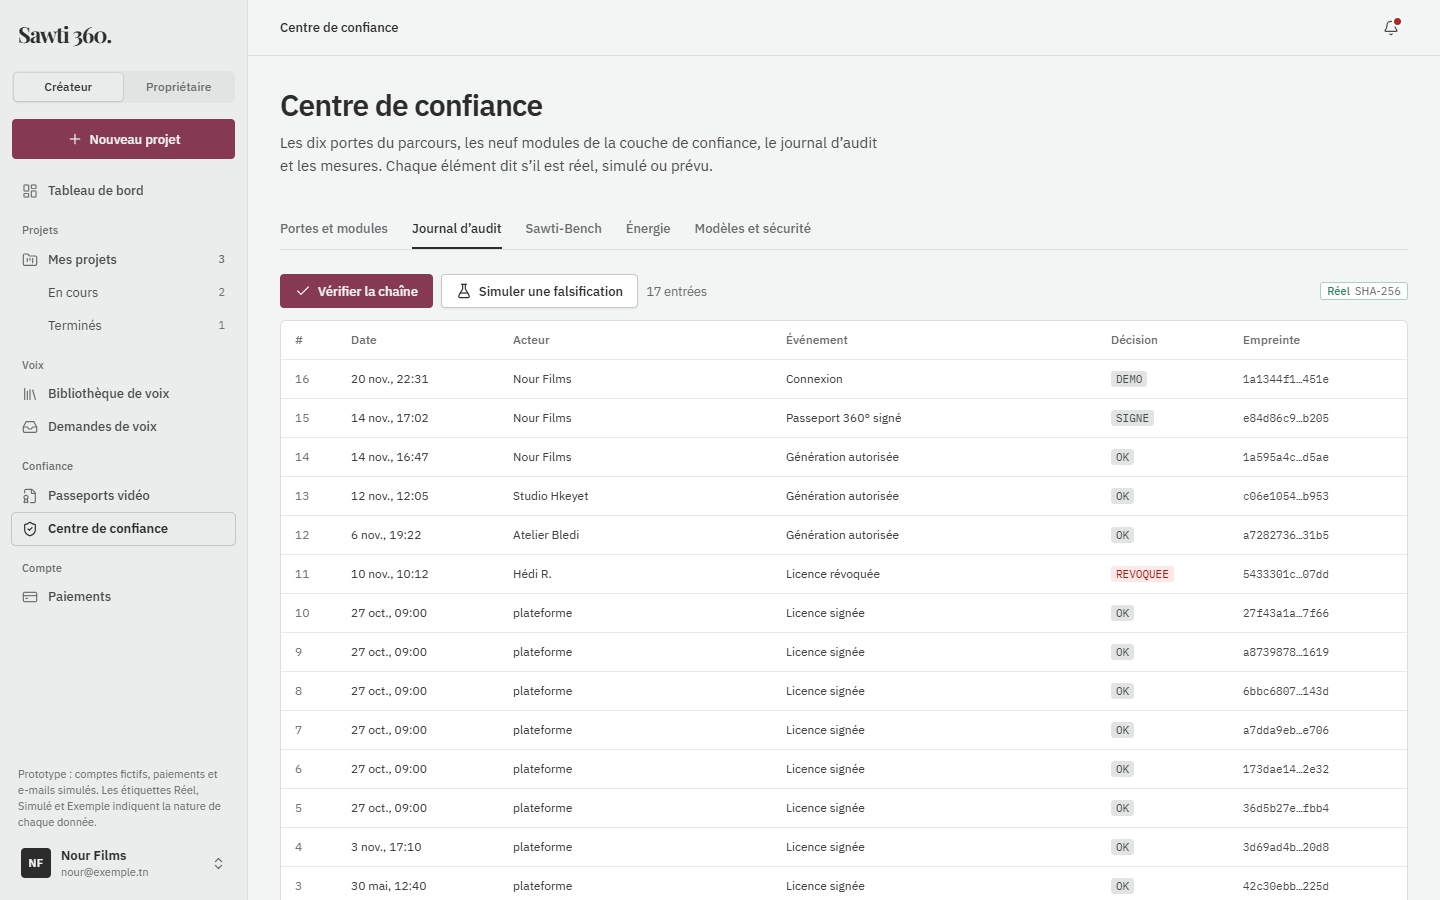 Sawti 360.
Créateur
Propriétaire
Nouveau projet
Tableau de bord
Projets
Mes projets 3
En cours 2
Terminés 1
Voix
Bibliothèque de voix
Demandes de voix
Confiance
Passeports vidéo
Centre de confiance
Compte
Paiements
Prototype : comptes fictifs, paiements et
e-mails simulés. Les étiquettes Réel,
Simulé et Exemple indiquent la nature de
chaque donnée.
NF
Nour Films
nour@exemple.tn
Centre de confiance
Centre de confiance
Les dix portes du parcours, les neuf modules de la couche de confiance, le journal d’audit
et les mesures. Chaque élément dit s’il est réel, simulé ou prévu.
Portes et modules Journal d’audit Sawti-Bench Énergie Modèles et sécurité
Vérifier la chaîne Simuler une falsification 17 entrées Réel SHA-256
# Date Acteur Événement Décision Empreinte
16 20 nov., 22:31 Nour Films Connexion DEMO 1a1344f1…451e
15 14 nov., 17:02 Nour Films Passeport 360° signé SIGNE e84d86c9…b205
14 14 nov., 16:47 Nour Films Génération autorisée OK 1a595a4c…d5ae
13 12 nov., 12:05 Studio Hkeyet Génération autorisée OK c06e1054…b953
12 6 nov., 19:22 Atelier Bledi Génération autorisée OK a7282736…31b5
11 10 nov., 10:12 Hédi R. Licence révoquée REVOQUEE 5433301c…07dd
10 27 oct., 09:00 plateforme Licence signée OK 27f43a1a…7f66
9 27 oct., 09:00 plateforme Licence signée OK a8739878…1619
8 27 oct., 09:00 plateforme Licence signée OK 6bbc6807…143d
7 27 oct., 09:00 plateforme Licence signée OK a7dda9eb…e706
6 27 oct., 09:00 plateforme Licence signée OK 173dae14…2e32
5 27 oct., 09:00 plateforme Licence signée OK 36d5b27e…fbb4
4 3 nov., 17:10 plateforme Licence signée OK 3d69ad4b…20d8
3 30 mai, 12:40 plateforme Licence signée OK 42c30ebb…225d